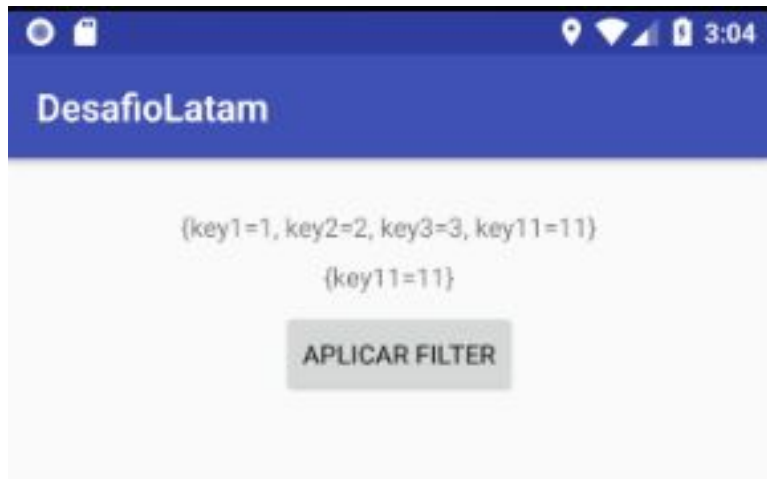 3:04
DesafioLatam
{key1=1, key2=2, key3=3, key11=11}
{key11=11}
APLICAR FILTER